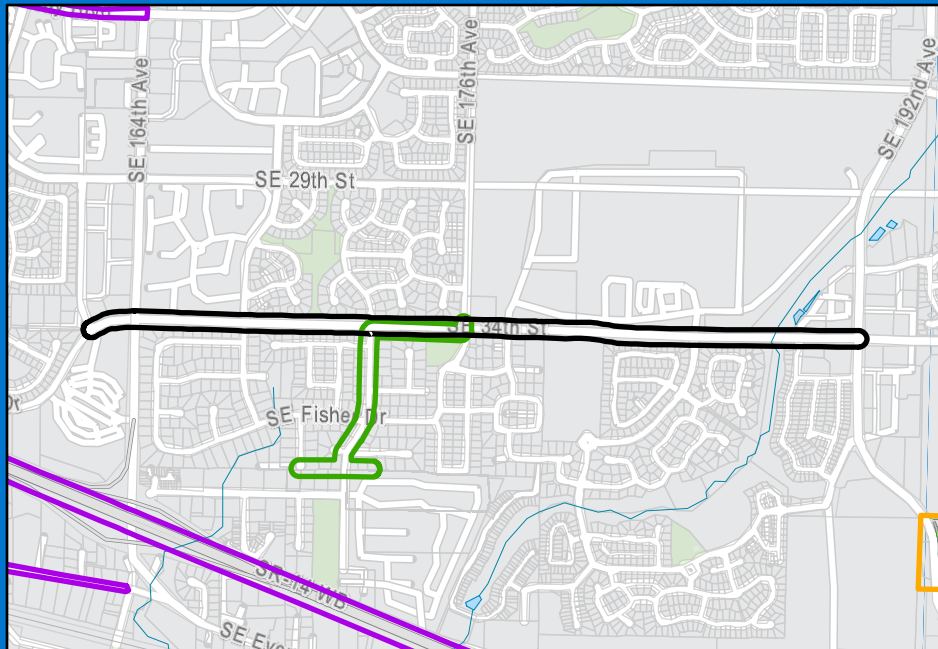 SE 164th Ave
SE 176th Ave
SE 192nd Ave
SE 29th St
SE 34th St
SE Fisher Dr
Dr
SR-14 WB